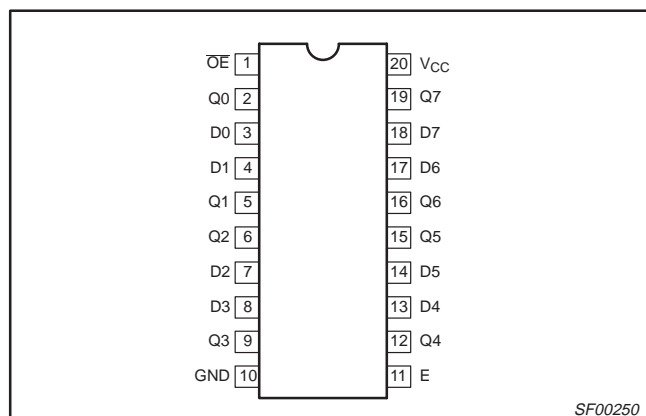 O̅E̅ 1 20 VCC
Q0 2 19 Q7
D0 3 18 D7
D1 4 17 D6
Q1 5 16 Q6
Q2 6 15 Q5
D2 7 14 D5
D3 8 13 D4
Q3 9 12 Q4
GND 10 11 E
SF00250